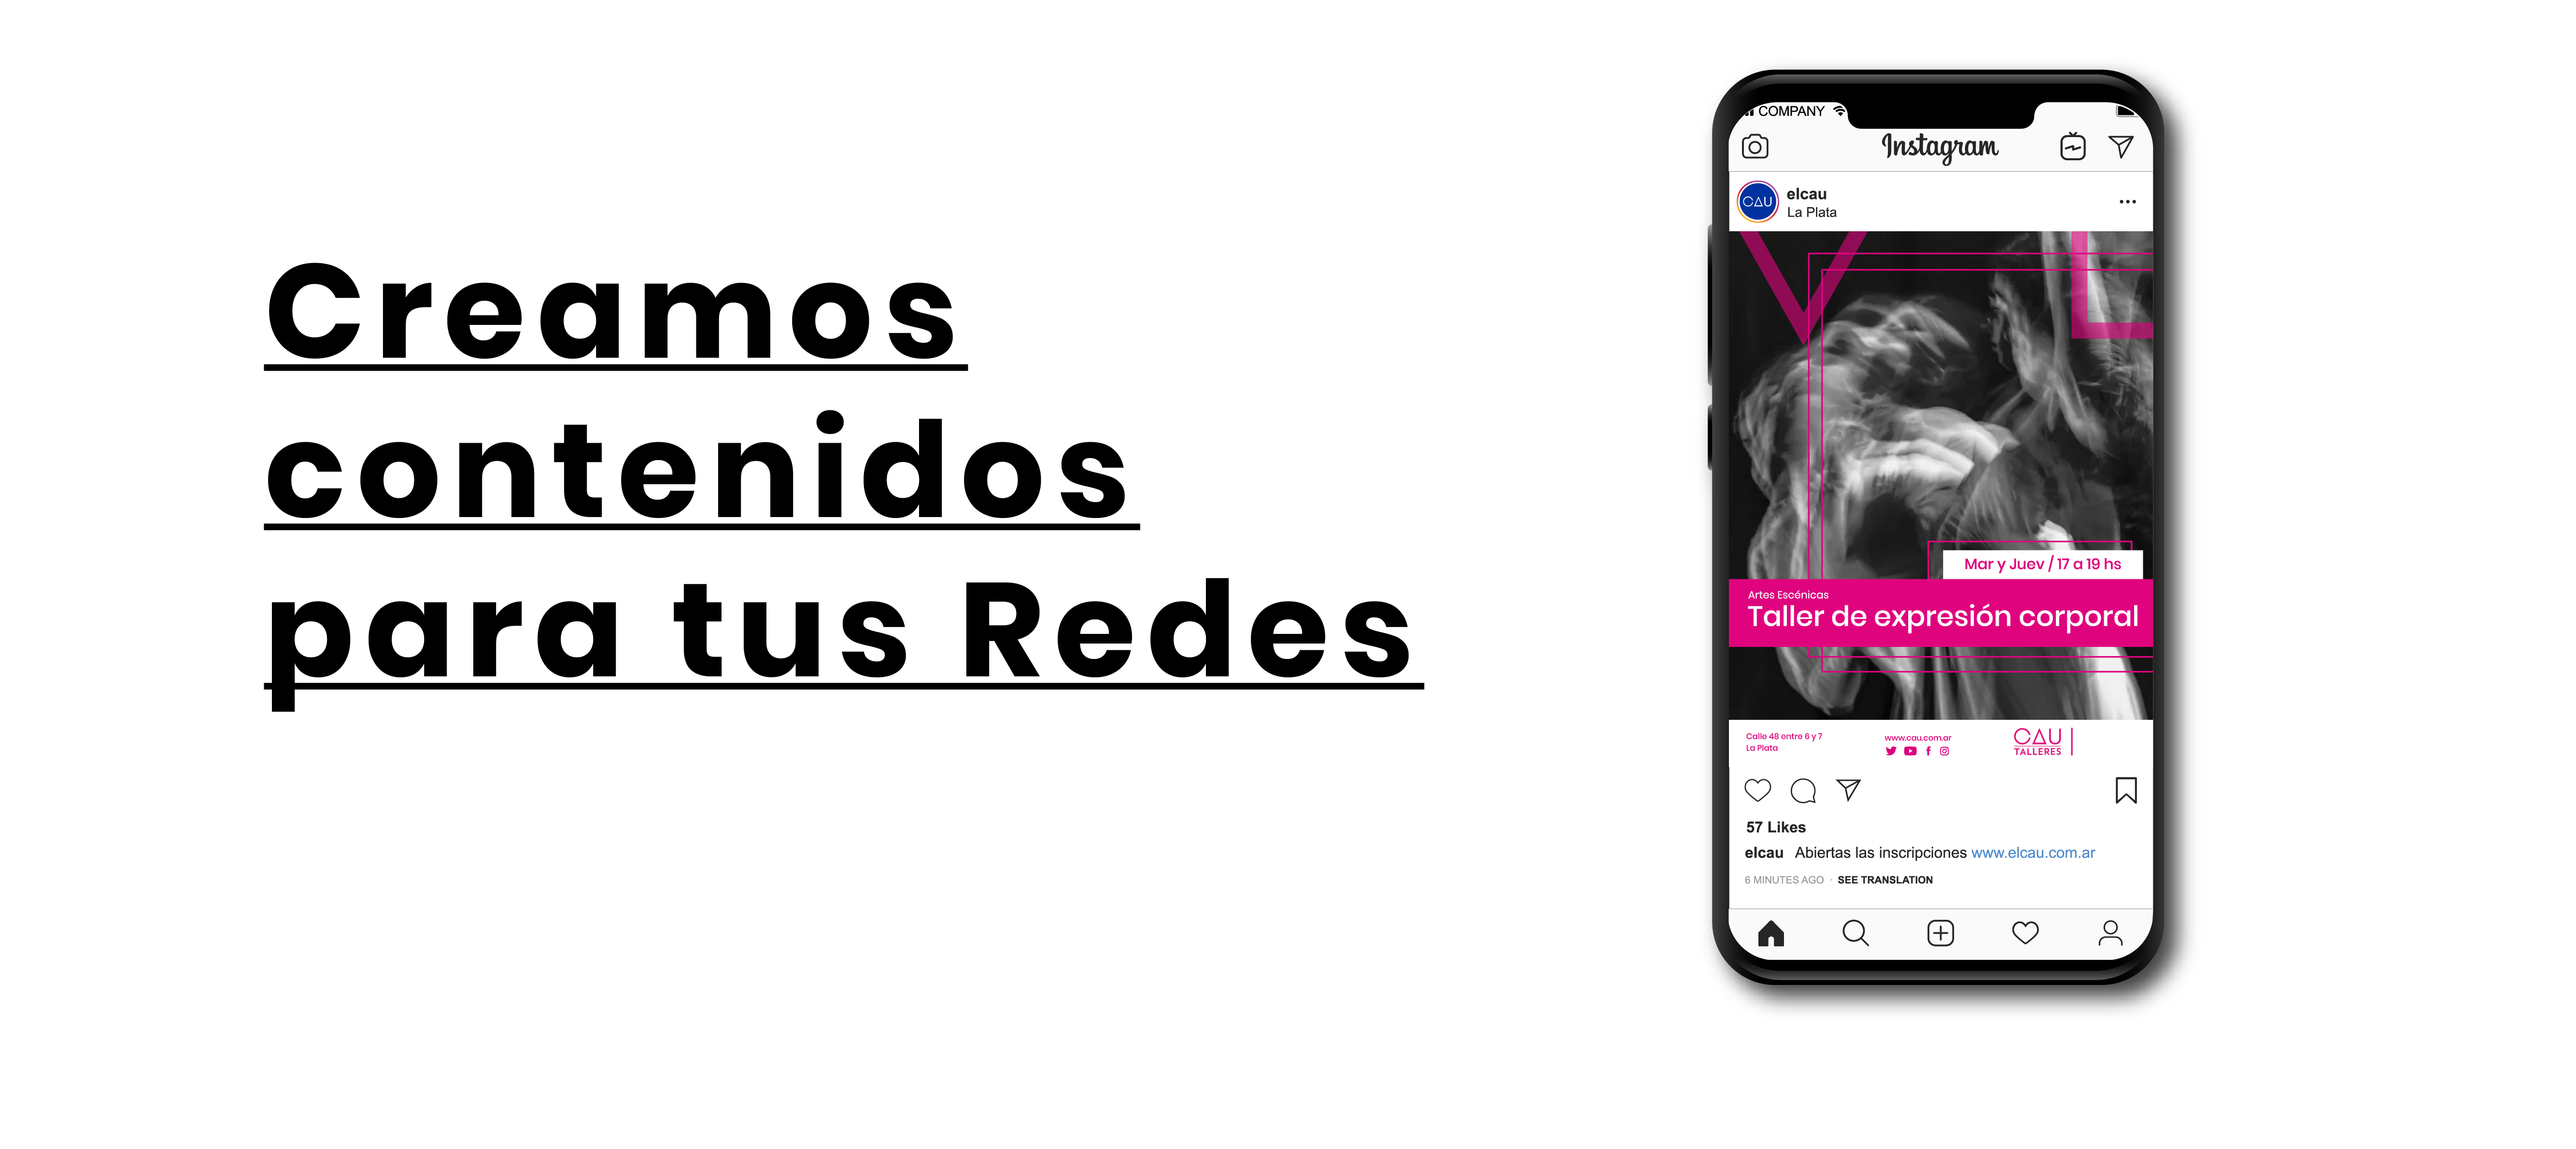 Creamos
contenidos
para tus Redes
COMPANY
Instagram
CAU
elcau
La Plata
Mar y Juev / 17 a 19 hs
Artes Escénicas
Taller de expresión corporal
Calle 48 entre 6 y 7
La Plata
www.cau.com.ar
CAU
TALLERES
57 Likes
elcau Abiertas las inscripciones www.elcau.com.ar
6 MINUTES AGO · SEE TRANSLATION